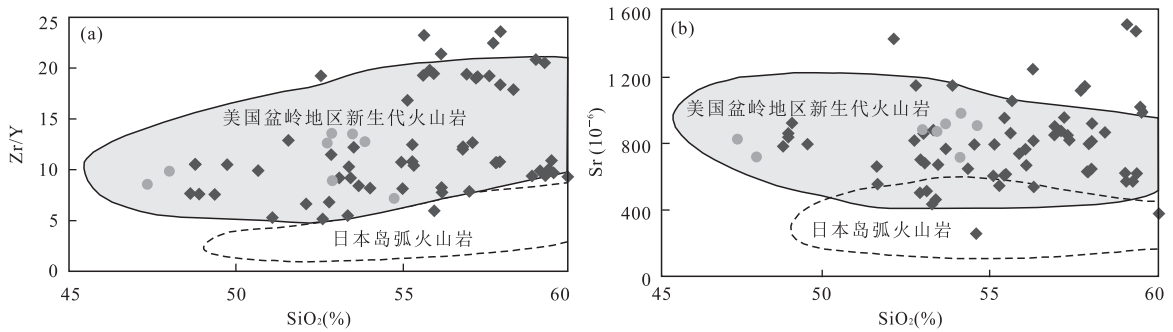 25
20
15
10
5
0
Zr/Y
(a)
美国盆岭地区新生代火山岩
日本岛弧火山岩
45
50
55
60
SiO₂(%)
1 600
1 200
800
400
0
Sr (10⁻⁶)
(b)
美国盆岭地区新生代火山岩
日本岛弧火山岩
45
50
55
60
SiO₂(%)